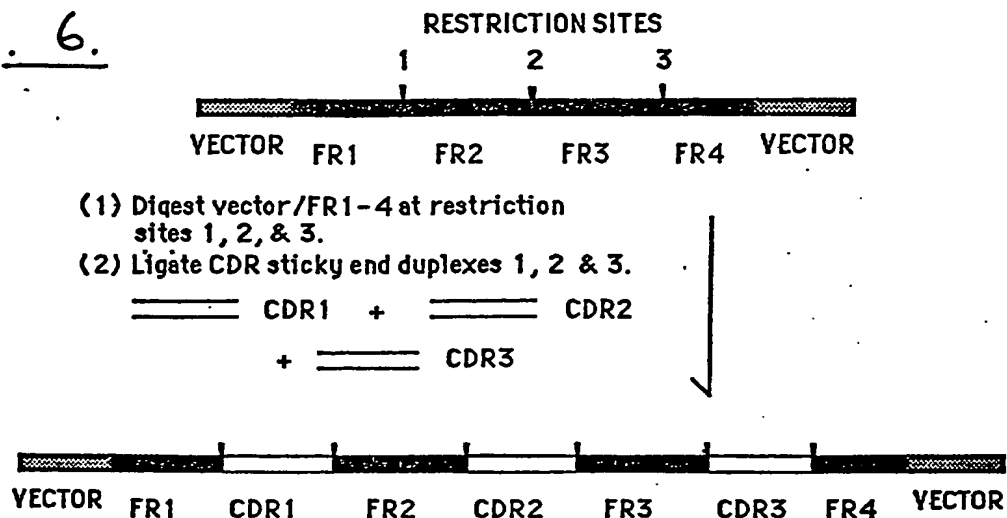 . 6.
RESTRICTION SITES
1 2 3
VECTOR FR1 FR2 FR3 FR4 VECTOR
(1) Digest vector/FR1-4 at restriction
sites 1, 2, & 3.
(2) Ligate CDR sticky end duplexes 1, 2 & 3.
CDR1 + CDR2
+ CDR3
VECTOR FR1 CDR1 FR2 CDR2 FR3 CDR3 FR4 VECTOR